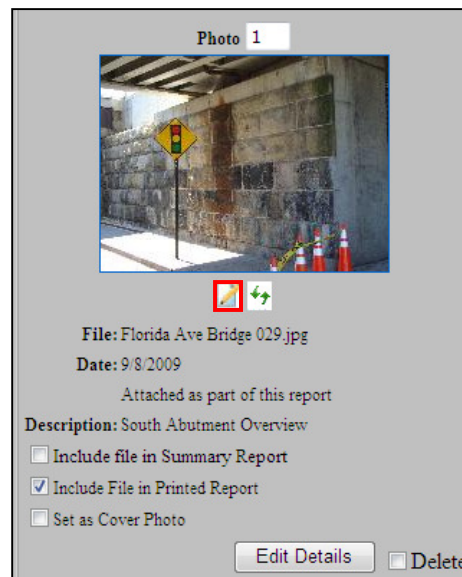 Photo 1
File: Florida Ave Bridge 029.jpg
Date: 9/8/2009
Attached as part of this report
Description: South Abutment Overview
Include file in Summary Report
Include File in Printed Report
Set as Cover Photo
Edit Details Delete